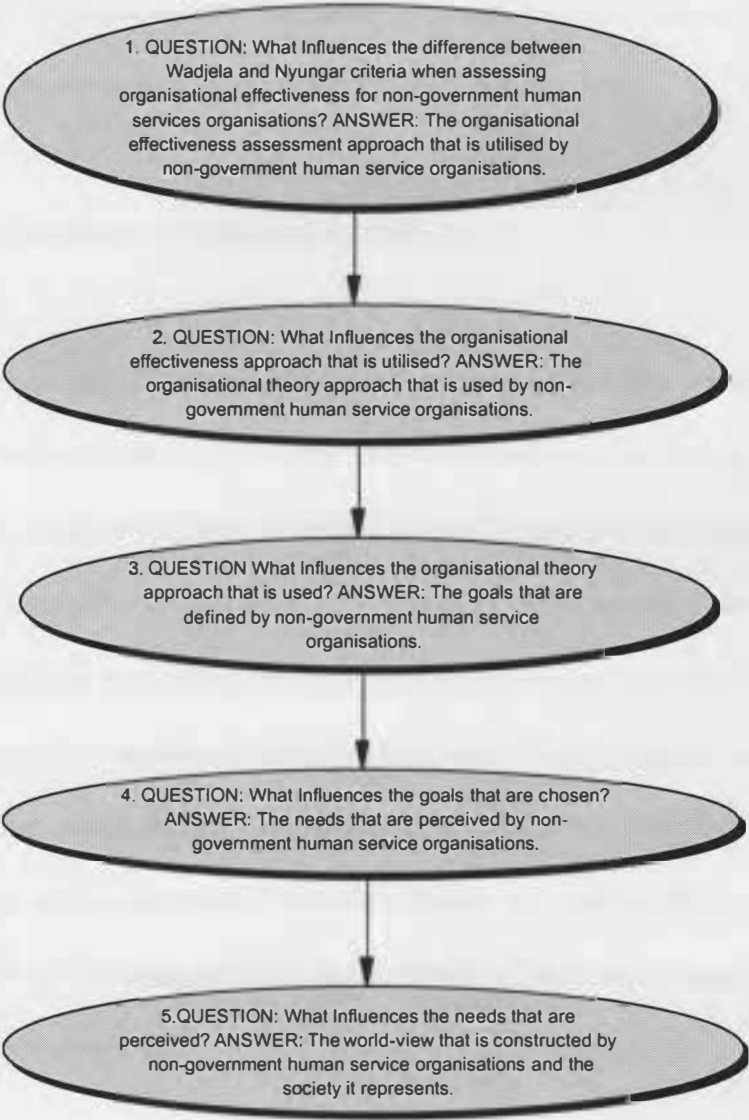 1. QUESTION: What Influences the difference between
Wadjela and Nyungar criteria when assessing
organisational effectiveness for non-government human
services organisations? ANSWER: The organisational
effectiveness assessment approach that is utilised by
non-government human service organisations.
2. QUESTION: What Influences the organisational
effectiveness approach that is utilised? ANSWER: The
organisational theory approach that is used by non-
government human service organisations.
3. QUESTION What Influences the organisational theory
approach that is used? ANSWER: The goals that are
defined by non-government human service
organisations.
4. QUESTION: What Influences the goals that are chosen?
ANSWER: The needs that are perceived by non-
government human service organisations.
5.QUESTION: What Influences the needs that are
perceived? ANSWER: The world-view that is constructed by
non-government human service organisations and the
society it represents.